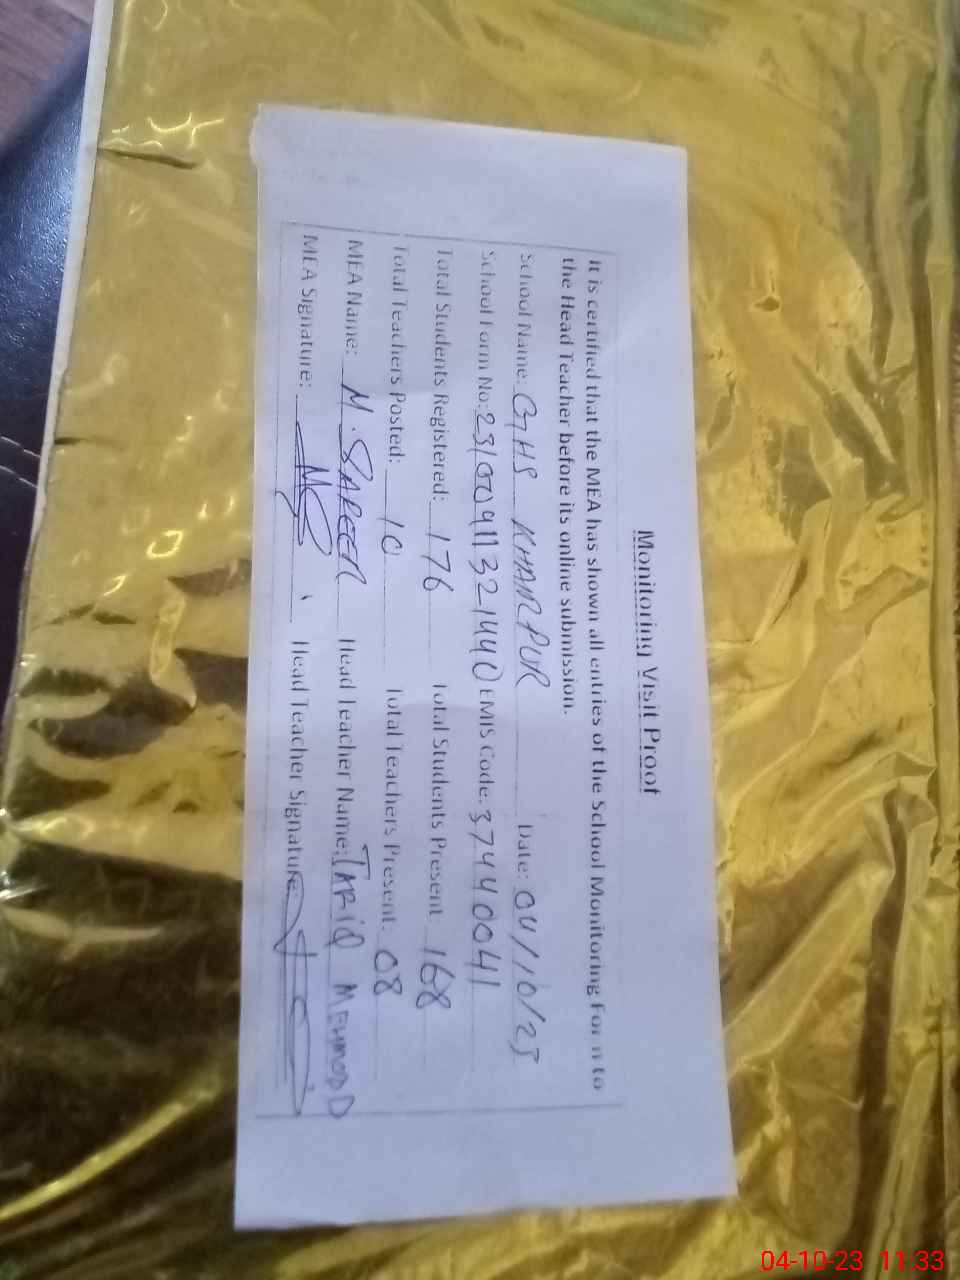 Monitoring Visit Proof
It is certified that the MEA has shown all entries of the School Monitoring Form to
the Head Teacher before its online submission.
School Name: GHS KHANPUR Date: 04/10/23
School Form No: EMIS Code: 37440041
Total Students Registered: 176 Total Students Present 168
Total Teachers Posted: 10 Total Teachers Present: 08
MEA Name: M. SAREER Head Teacher Name: TARIQ MEHMOOD
MEA Signature: Head Teacher Signature:
04-10-23 11:33